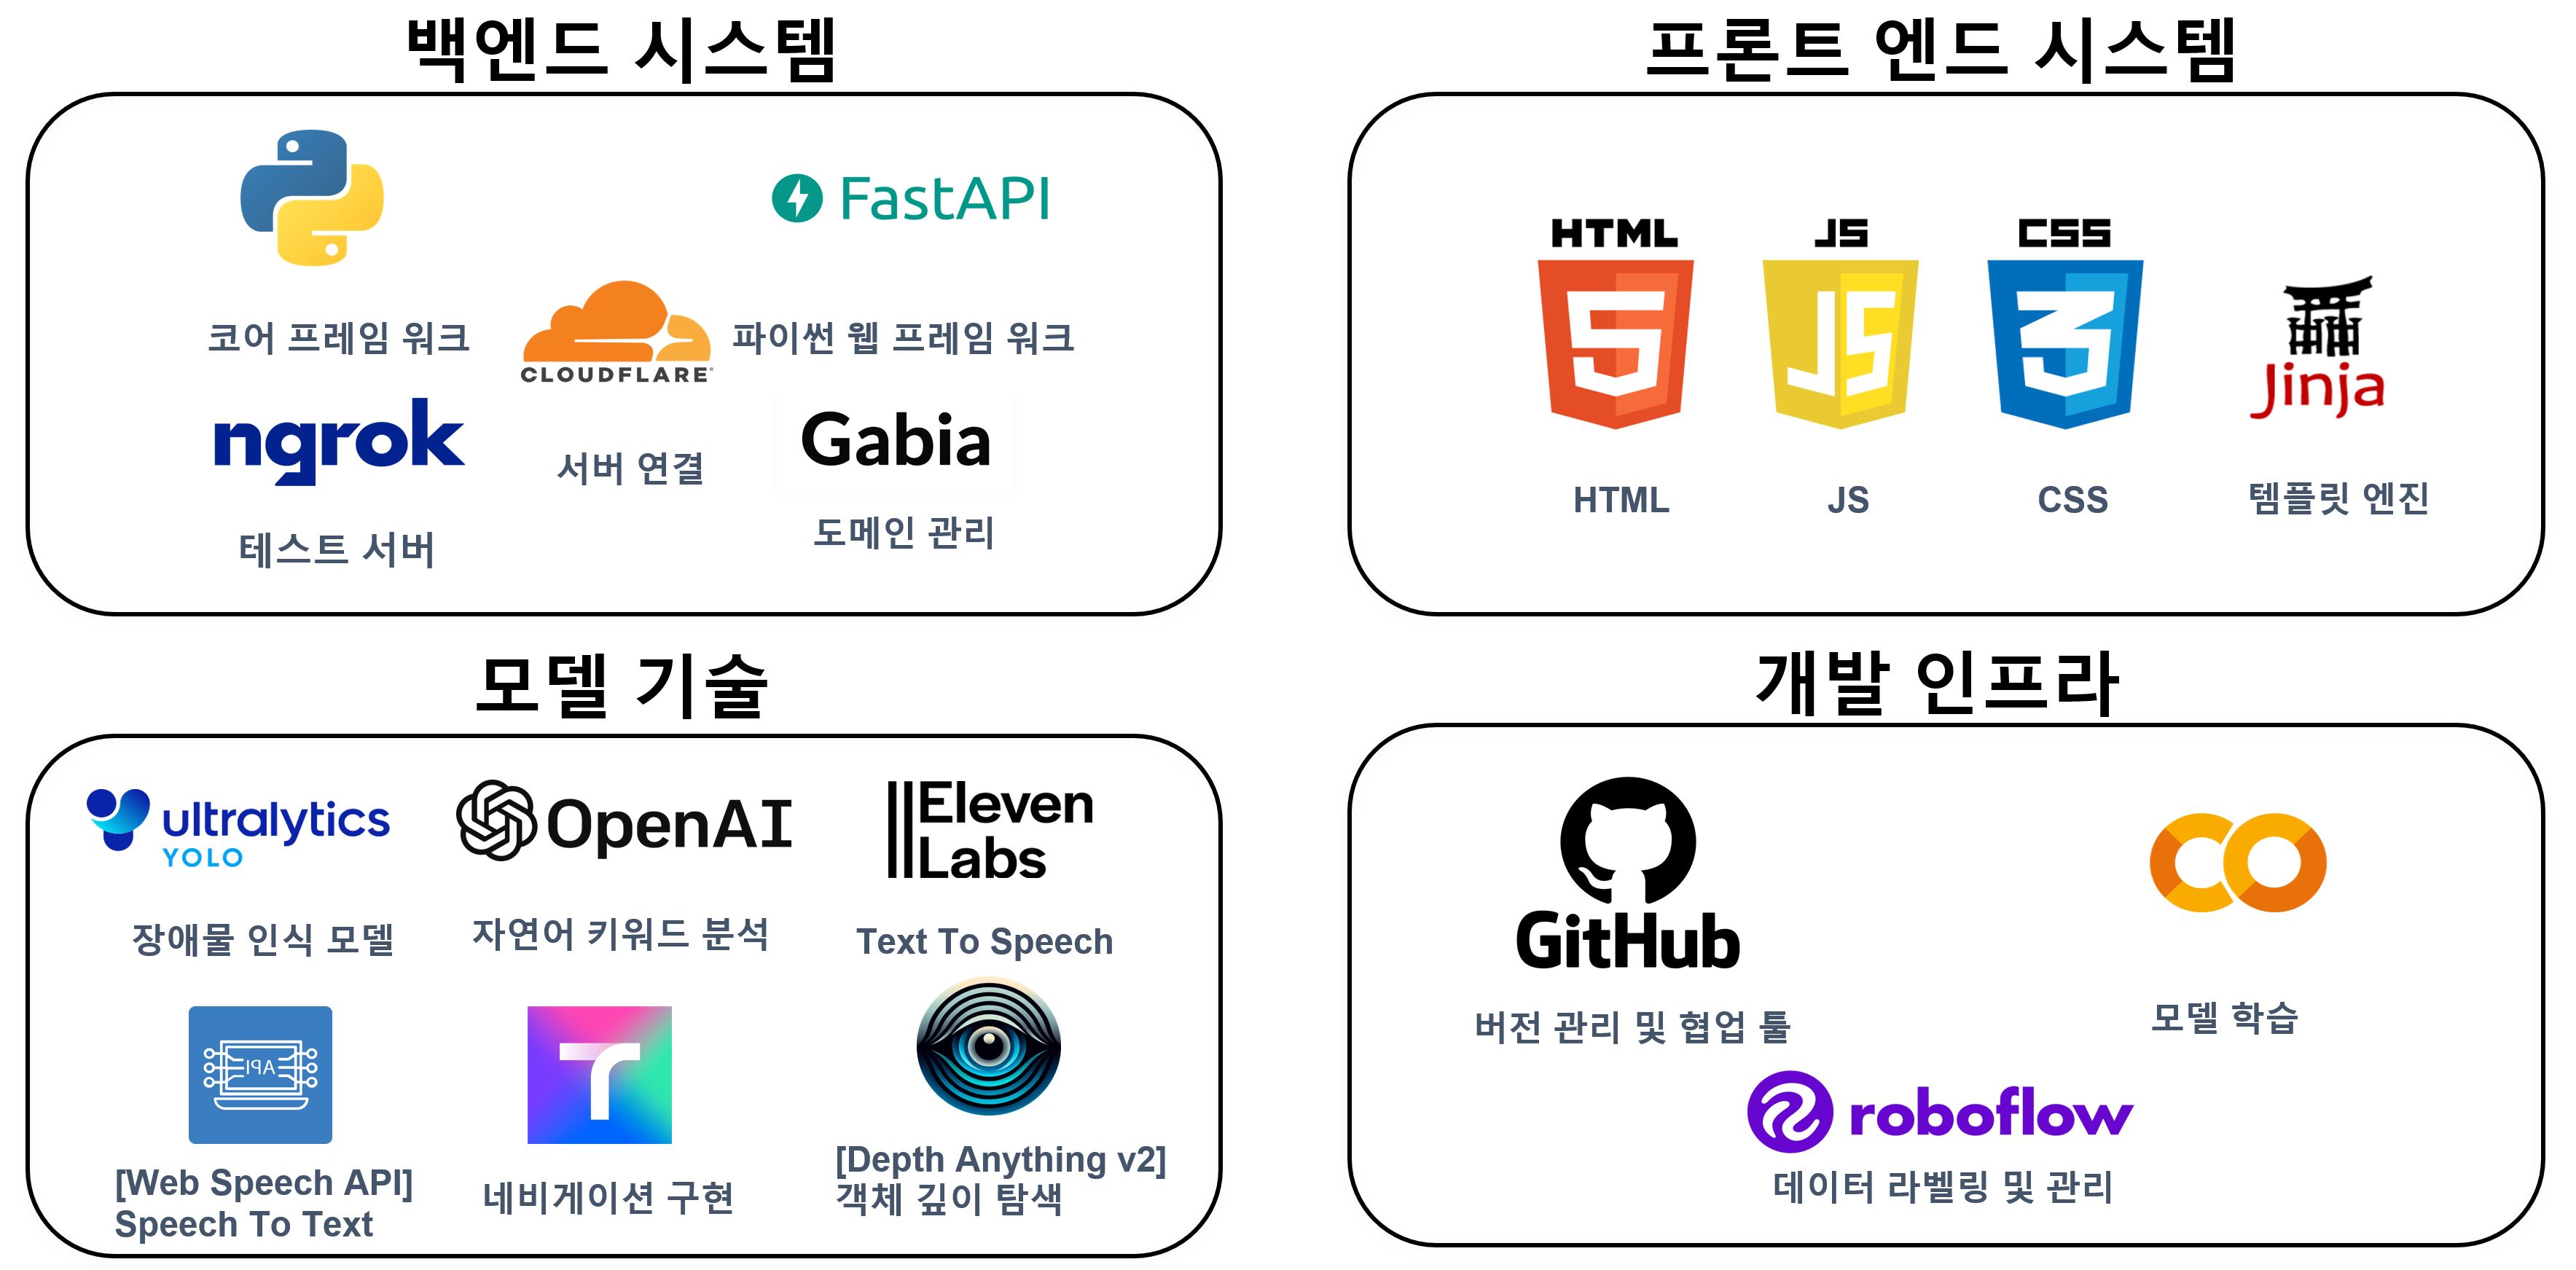 백엔드 시스템
FastAPI
코어 프레임 워크
CLOUDFLARE
파이썬 웹 프레임 워크
ngrok
서버 연결
Gabia
테스트 서버
도메인 관리
프론트 엔드 시스템
HTML
JS
CSS
5
JS
3
Jinja
HTML
JS
CSS
템플릿 엔진
모델 기술
ultralytics
YOLO
OpenAI
||Eleven
Labs
장애물 인식 모델
자연어 키워드 분석
Text To Speech
API
T
[Web Speech API]
Speech To Text
네비게이션 구현
[Depth Anything v2]
객체 깊이 탐색
개발 인프라
GitHub
CO
버전 관리 및 협업 툴
모델 학습
roboflow
데이터 라벨링 및 관리